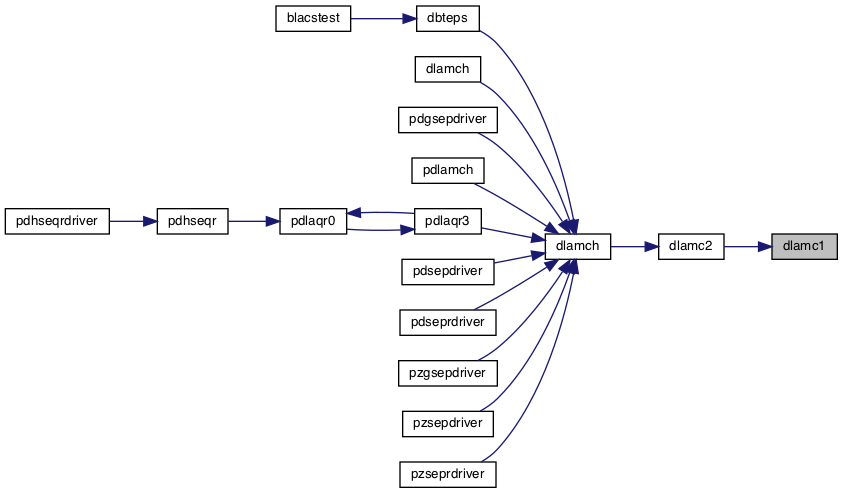 blacstest
dbteps
dlamch
pdgsepdriver
pdlamch
pdhseqrdriver
pdhseqr
pdlaqr0
pdlaqr3
dlamch
dlamc2
dlamc1
pdsepdriver
pdseprdriver
pzgsepdriver
pzsepdriver
pzseprdriver